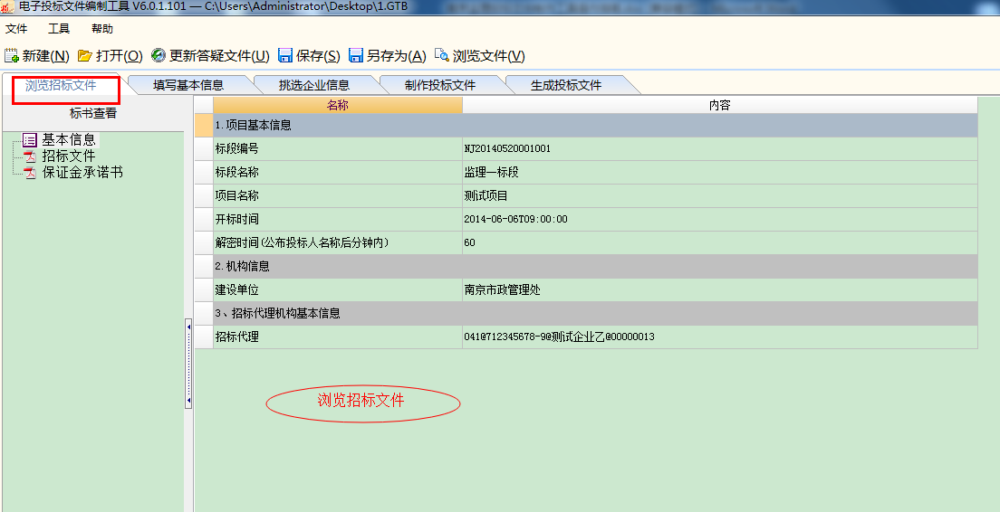 电子投标文件编制工具 V6.0.1.101 — C:\Users\Administrator\Desktop\1.GTB
文件 工具 帮助
新建(N) 打开(O) 更新答疑文件(U) 保存(S) 另存为(A) 浏览文件(V)
浏览招标文件 填写基本信息 挑选企业信息 制作投标文件 生成投标文件
标书查看
基本信息
招标文件
保证金承诺书
名称 内容
1.项目基本信息
标段编号 NJ20140520001001
标段名称 监理一标段
项目名称 测试项目
开标时间 2014-06-06T09:00:00
解密时间(公布投标人名称后分钟内) 60
2.机构信息
建设单位 南京市政管理处
3、招标代理机构基本信息
招标代理 041@712345678-9@测试企业乙@00000013
浏览招标文件